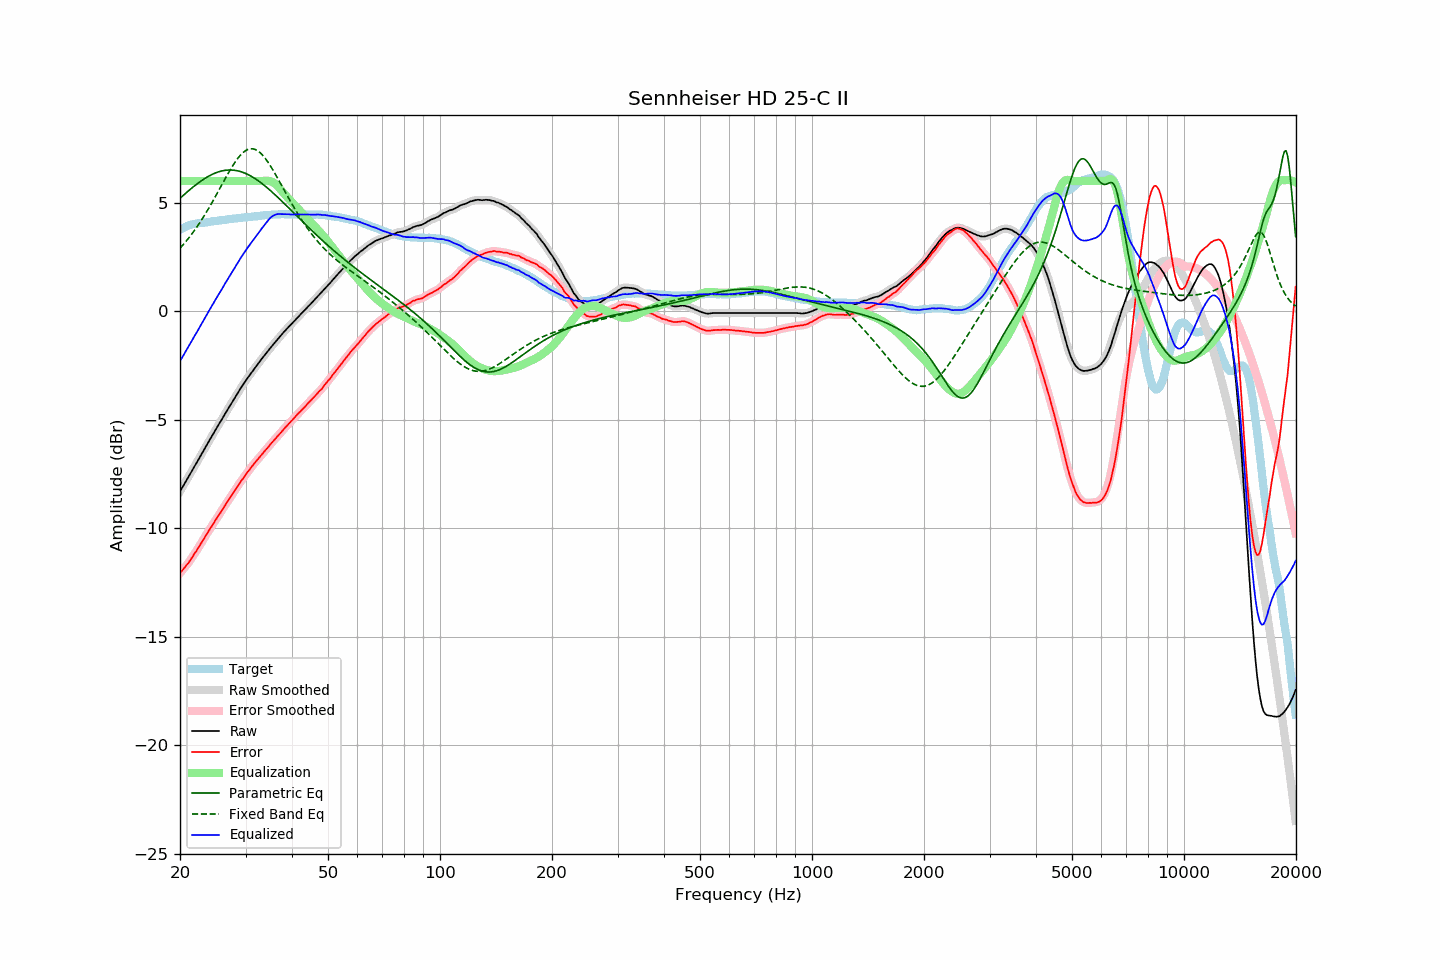 Sennheiser HD 25-C II
Amplitude (dBr)
5
0
−5
−10
−15
−20
−25
Target
Raw Smoothed
Error Smoothed
Raw
Error
Equalization
Parametric Eq
Fixed Band Eq
Equalized
20 50 100 200 500 1000 2000 5000 10000 20000
Frequency (Hz)